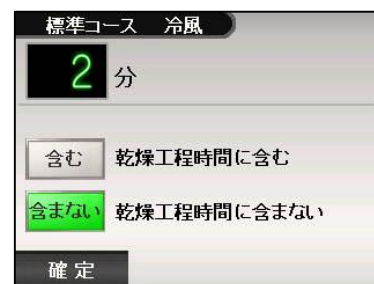 標準コース 冷風
2 分
含む 乾燥工程時間に含む
含まない 乾燥工程時間に含まない
確定